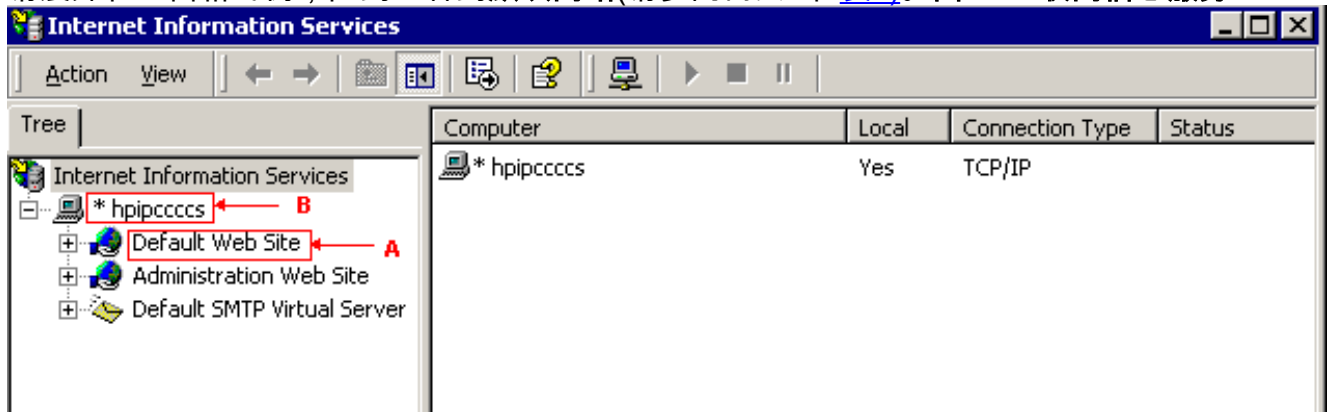 Internet Information Services
Action View
Tree
Computer Local Connection Type Status
Internet Information Services
* hpipccccs Yes TCP/IP
* hpipccccs B
Default Web Site A
Administration Web Site
Default SMTP Virtual Server